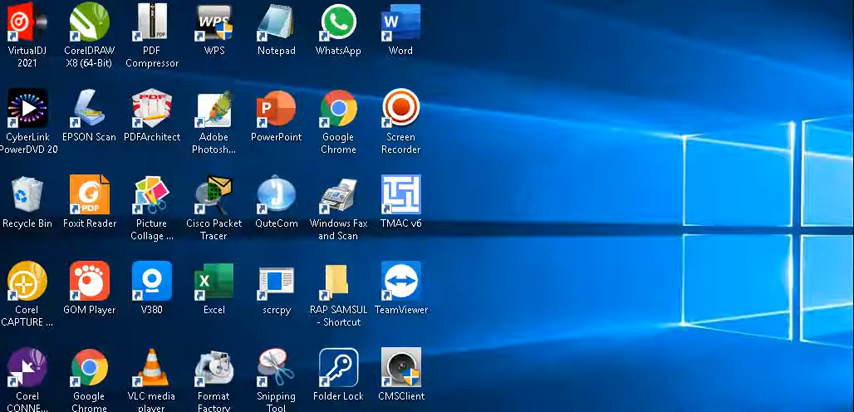 VirtualDJ
2021
CorelDRAW
X8 (64-Bit)
PDF
Compressor
WPS
Notepad
WhatsApp
Word
CyberLink
PowerDVD 20
EPSON Scan
PDFArchitect
Adobe
Photosh...
PowerPoint
Google
Chrome
Screen
Recorder
Recycle Bin
Foxit Reader
Picture
Collage ...
Cisco Packet
Tracer
QuteCom
Windows Fax
and Scan
TMAC v6
Corel
CAPTURE ...
GOM Player
V380
Excel
scrcpy
RAP SAMSUL
- Shortcut
TeamViewer
Corel
CONNE...
Google
Chrome
VLC media
player
Format
Factory
Snipping
Tool
Folder Lock
CMSClient